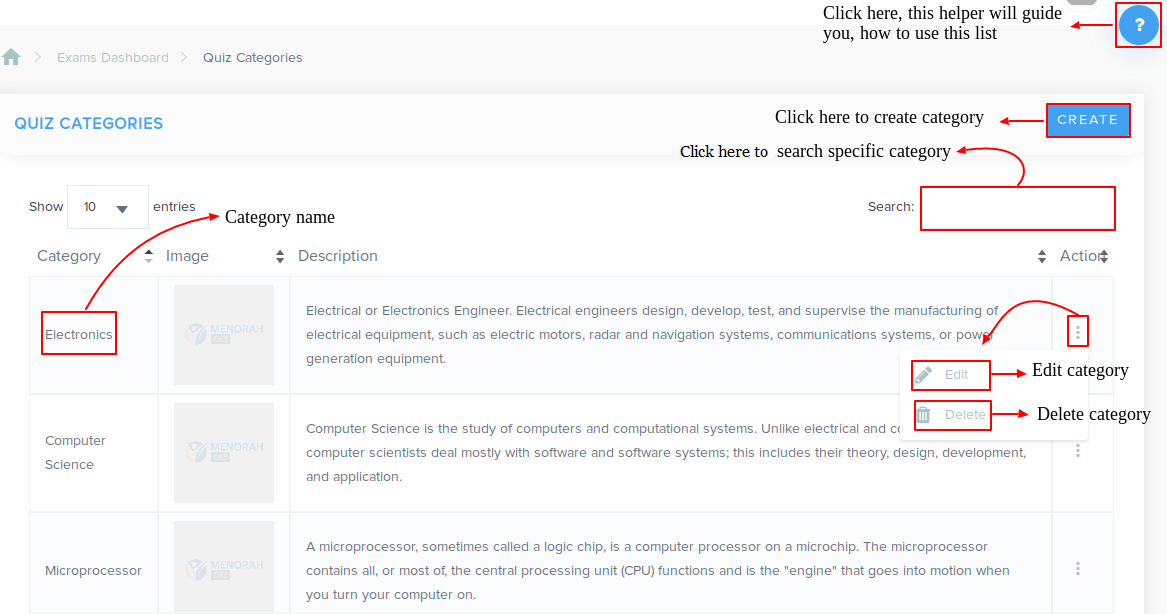 Click here, this helper will guide
you, how to use this list
?
Exams Dashboard
Quiz Categories
QUIZ CATEGORIES
Click here to create category
CREATE
Click here to search specific category
Show 10 entries
Category name
Search:
Category Image Description Action
Electronics
MENORAH
Electrical or Electronics Engineer. Electrical engineers design, develop, test, and supervise the manufacturing of
electrical equipment, such as electric motors, radar and navigation systems, communications systems, or power
generation equipment.
Edit
Edit category
Delete
Delete category
Computer
Science
MENORAH
Computer Science is the study of computers and computational systems. Unlike electrical and
computer scientists deal mostly with software and software systems; this includes their theory, design, development,
and application.
Microprocessor
MENORAH
A microprocessor, sometimes called a logic chip, is a computer processor on a microchip. The microprocessor
contains all, or most of, the central processing unit (CPU) functions and is the "engine" that goes into motion when
you turn your computer on.